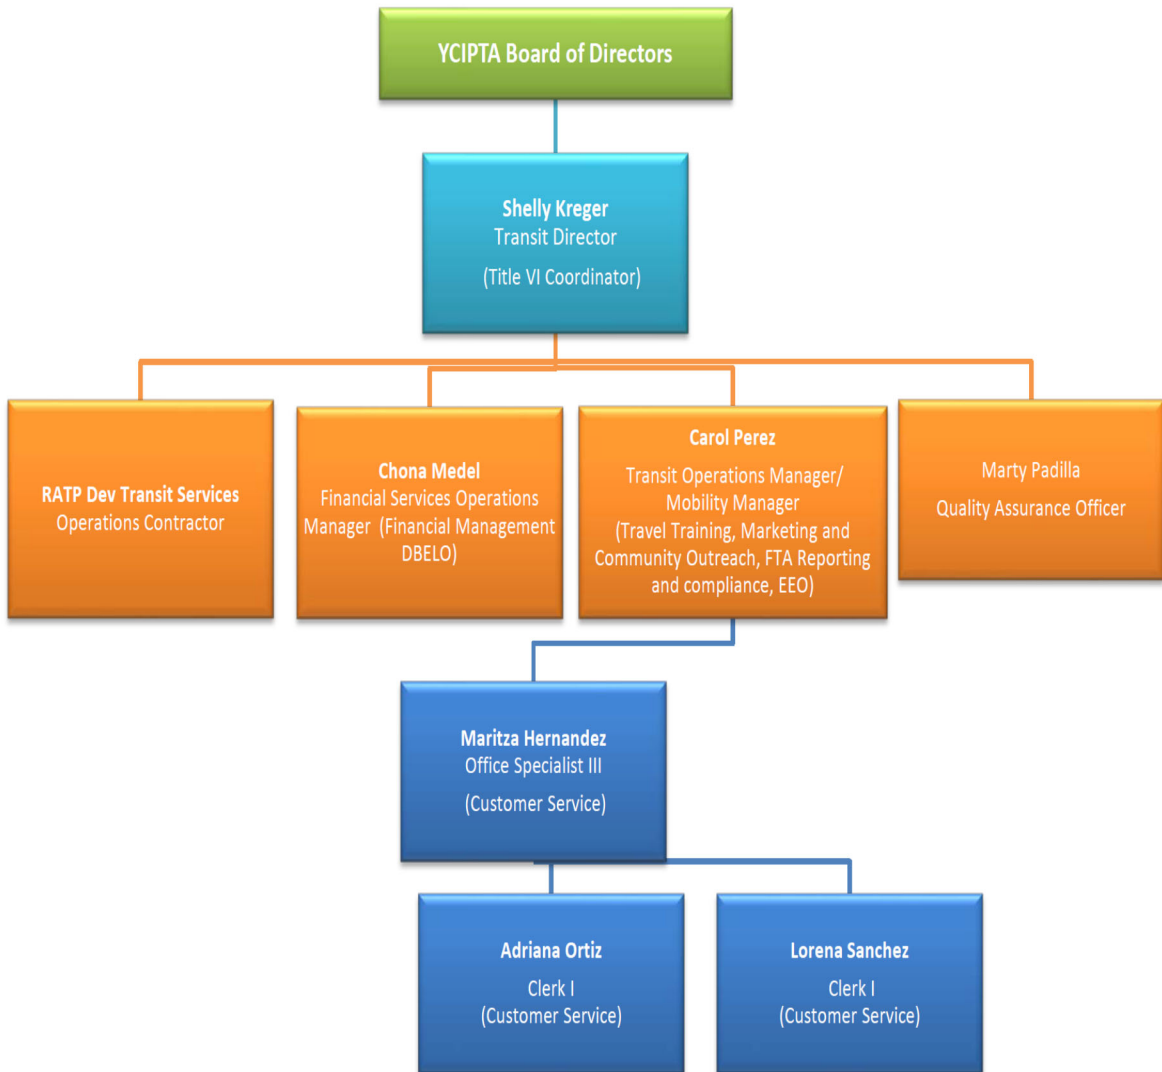 YCIPTA Board of Directors
Shelly Kreger
Transit Director
(Title VI Coordinator)
RATP Dev Transit Services
Operations Contractor
Chona Medel
Financial Services Operations
Manager (Financial Management
DBELO)
Carol Perez
Transit Operations Manager/
Mobility Manager
(Travel Training, Marketing and
Community Outreach, FTA Reporting
and compliance, EEO)
Marty Padilla
Quality Assurance Officer
Maritza Hernandez
Office Specialist III
(Customer Service)
Adriana Ortiz
Clerk I
(Customer Service)
Lorena Sanchez
Clerk I
(Customer Service)